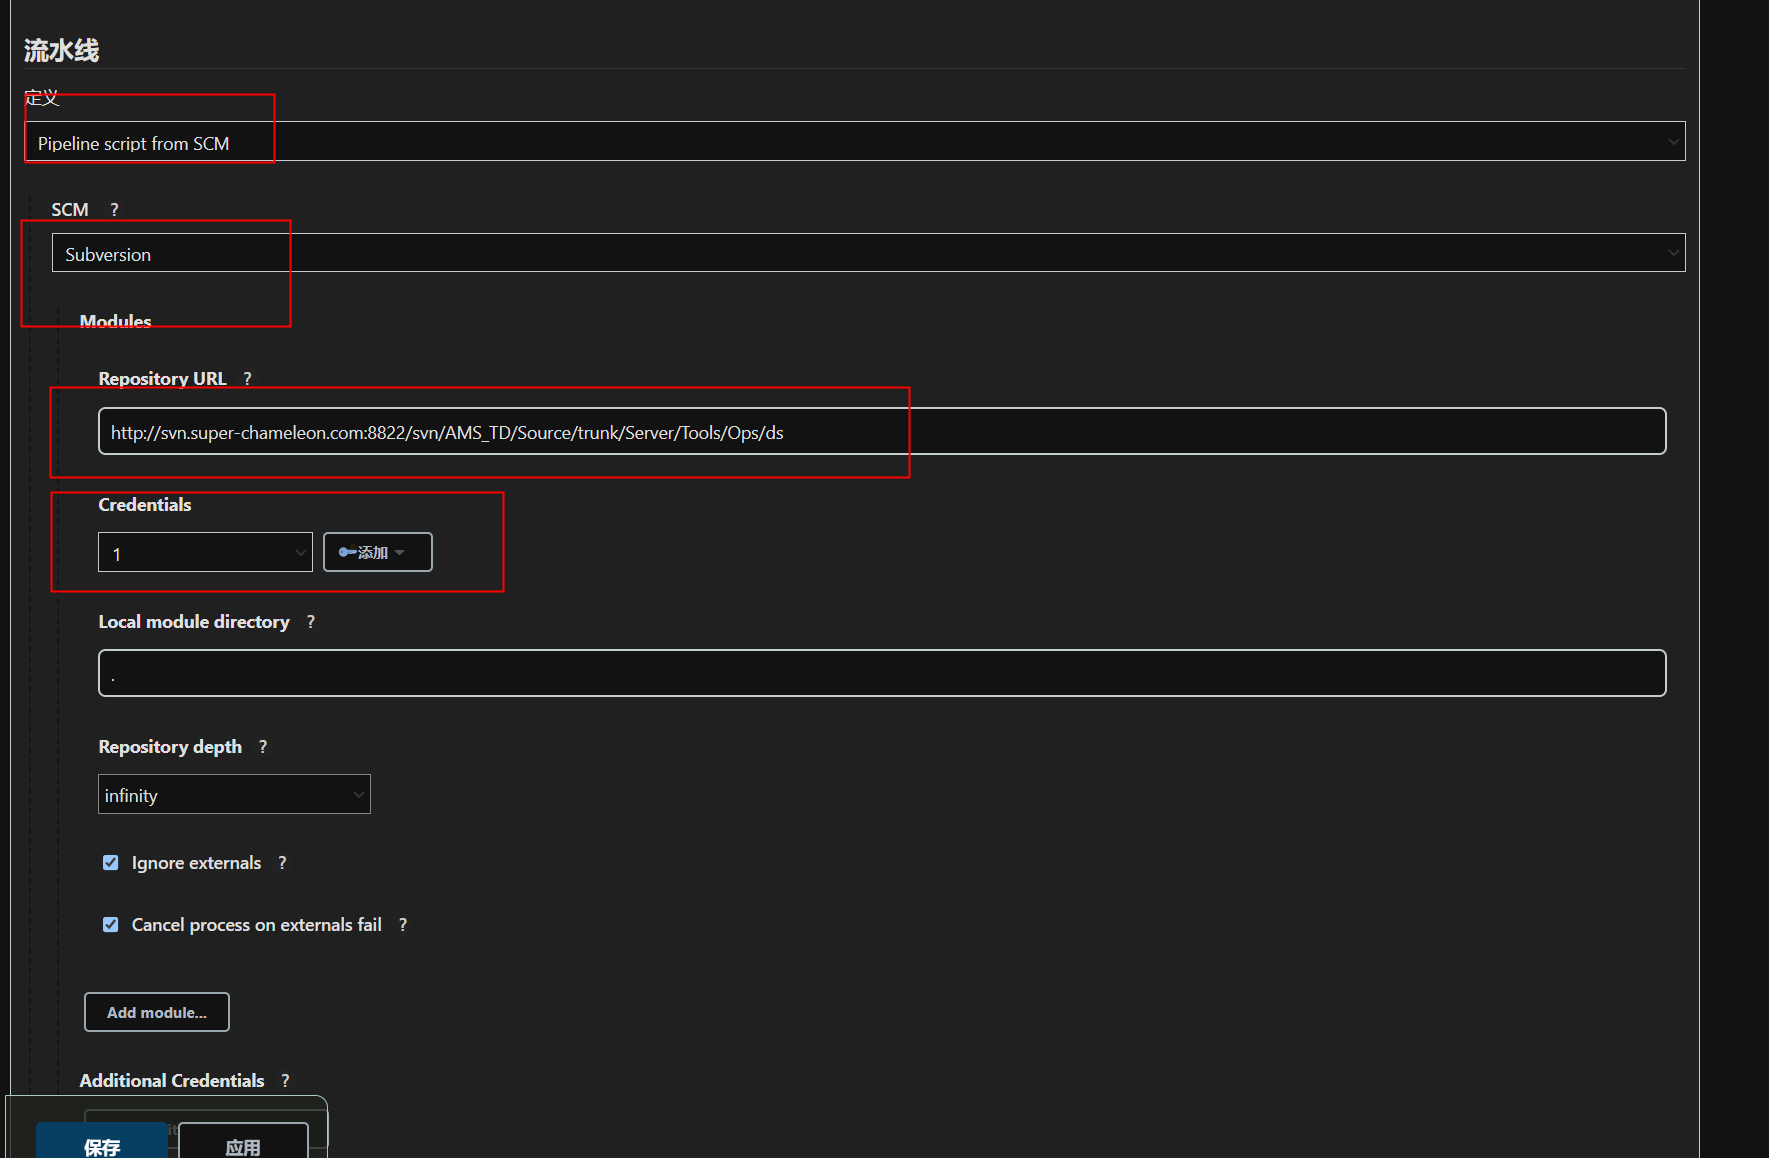 流水线
定义
Pipeline script from SCM
SCM ?
Subversion
Modules
Repository URL ?
http://svn.super-chameleon.com:8822/svn/AMS_TD/Source/trunk/Server/Tools/Ops/ds
Credentials
1 添加
Local module directory ?
.
Repository depth ?
infinity
Ignore externals ?
Cancel process on externals fail ?
Add module...
Additional Credentials ?
保存 应用